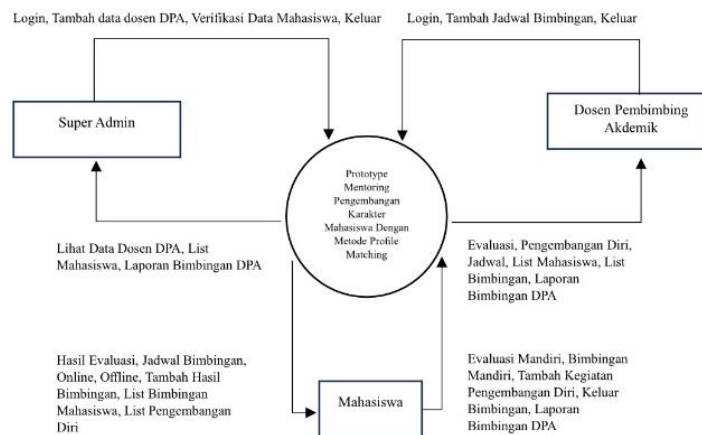 Login, Tambah data dosen DPA, Verifikasi Data Mahasiswa, Keluar
Login, Tambah Jadwal Bimbingan, Keluar
Super Admin
Dosen Pembimbing
Akdemik
Prototype
Mentoring
Pengembangan
Karakter
Mahasiswa Dengan
Metode Profile
Matching
Lihat Data Dosen DPA, List
Mahasiswa, Laporan Bimbingan DPA
Evaluasi, Pengembangan Diri,
Jadwal, List Mahasiswa, List
Bimbingan, Laporan
Bimbingan DPA
Hasil Evaluasi, Jadwal Bimbingan,
Online, Offline, Tambah Hasil
Bimbingan, List Bimbingan
Mahasiswa, List Pengembangan
Diri
Mahasiswa
Evaluasi Mandiri, Bimbingan
Mandiri, Tambah Kegiatan
Pengembangan Diri, Keluar
Bimbingan, Laporan
Bimbingan DPA